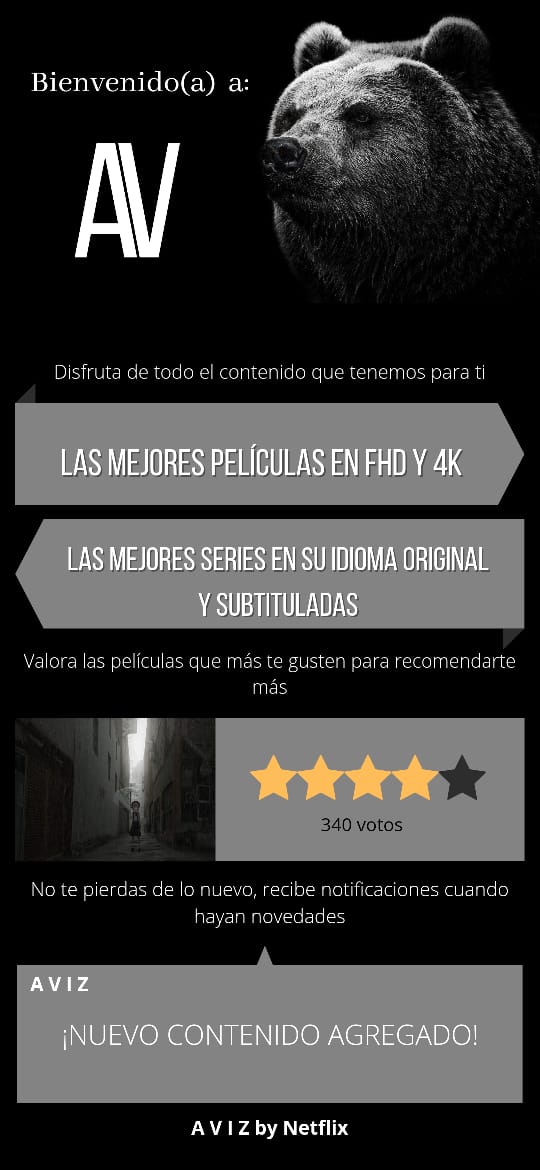 Bienvenido(a) a:
AV
Disfruta de todo el contenido que tenemos para ti
LAS MEJORES PELÍCULAS EN FHD Y 4K
LAS MEJORES SERIES EN SU IDIOMA ORIGINAL
Y SUBTITULADAS
Valora las películas que más te gusten para recomendarte
más
340 votos
No te pierdas de lo nuevo, recibe notificaciones cuando
hayan novedades
A V I Z
¡NUEVO CONTENIDO AGREGADO!
A V I Z by Netflix